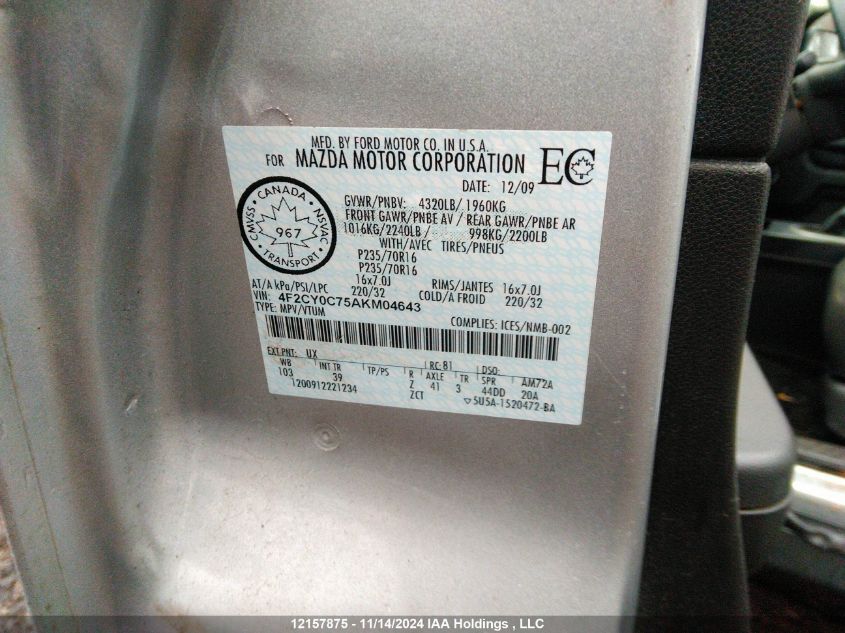 MFD. BY FORD MOTOR CO. IN U.S.A.
FOR MAZDA MOTOR CORPORATION EC
DATE: 12/09
CANADA
CMVSS 967 NSVAC
TRANSPORT
GVWR/PNBV: 4320LB/1960KG
FRONT GAWR/PNBE AV / REAR GAWR/PNBE AR
1016KG/2240LB / 998KG/2200LB
WITH/AVEC TIRES/PNEUS
P235/70R16
P235/70R16
16x7.0J RIMS/JANTES 16x7.0J
AT/A kPa/PSI/LPC 220/32 COLD/A FROID 220/32
VIN: 4F2CY0C75AKM04643
TYPE: MPV/VTUM COMPLIES: ICES/NMB-002
EXT PNT: UX RC: 81 DSO:
WB INT TR TP/PS R AXLE TR SPR AM72A
103 39 Z 41 3 44DD 20A
1200912221234 ZCT ▽5U5A-1520472-BA
12157875 - 11/14/2024 IAA Holdings , LLC